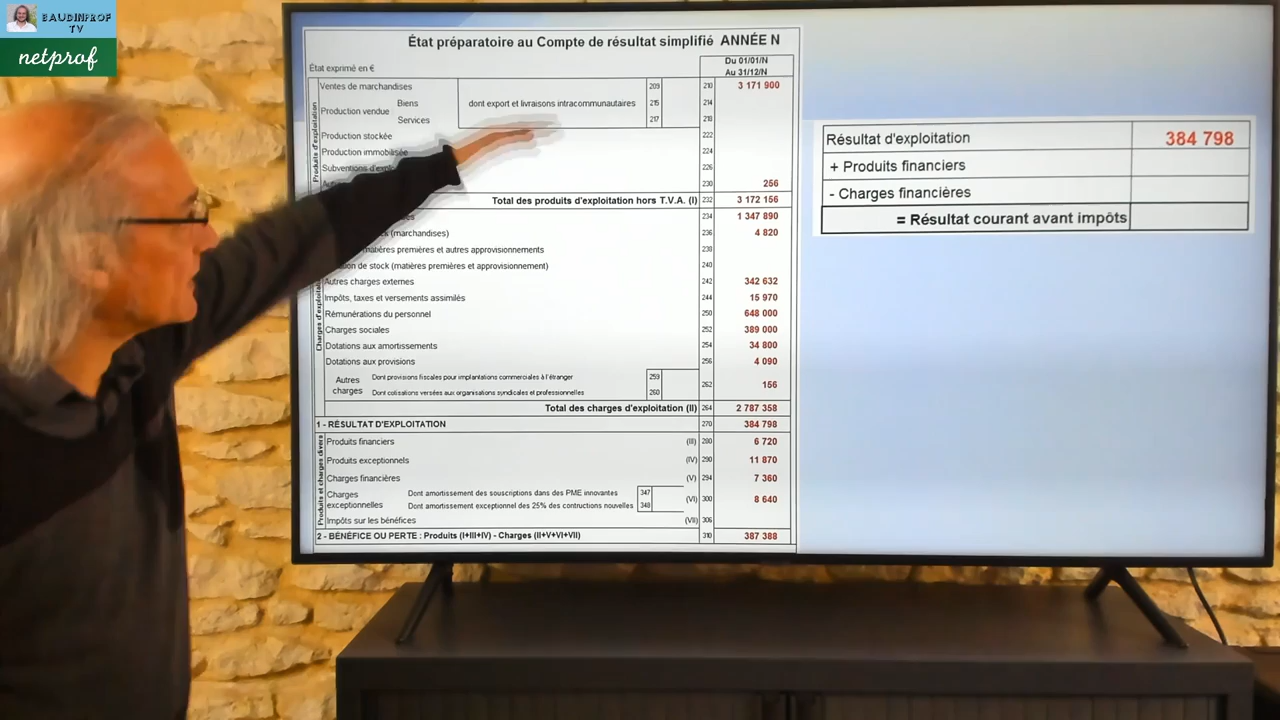 BAUDINPROF
TV
netprof
État préparatoire au Compte de résultat simplifié ANNÉE N
État exprimé en €
Du 01/01/N
Au 31/12/N
Produits d'exploitation
Ventes de marchandises 209 210 3 171 900
Production vendue Biens dont export et livraisons intracommunautaires 215 214
Services 217 218
Production stockée 222
Production immobilisée 224
Subventions 226
230 256
Total des produits d'exploitation hors T.V.A. (I) 232 3 172 156
Charges d'exploitation
234 1 347 890
(marchandises) 236 4 820
matières premières et autres approvisionnements 238
de stock (matières premières et approvisionnement) 240
Autres charges externes 242 342 632
Impôts, taxes et versements assimilés 244 15 970
Rémunérations du personnel 250 648 000
Charges sociales 252 389 000
Dotations aux amortissements 254 34 800
Dotations aux provisions 256 4 090
Autres charges Dont provisions fiscales pour implantations commerciales à l'étranger 259 262 156
Dont cotisations versées aux organisations syndicales et professionnelles 260
Total des charges d'exploitation (II) 264 2 787 358
1 - RÉSULTAT D'EXPLOITATION 270 384 798
Produits et charges divers
Produits financiers (III) 280 6 720
Produits exceptionnels (IV) 290 11 870
Charges financières (V) 294 7 360
Charges exceptionnelles Dont amortissement des souscriptions dans des PME innovantes 347 (VI) 300 8 640
Dont amortissement exceptionnel des 25% des contructions nouvelles 348
Impôts sur les bénéfices (VII) 306
2 - BÉNÉFICE OU PERTE : Produits (I+III+IV) - Charges (II+V+VI+VII) 310 387 388
Résultat d'exploitation 384 798
+ Produits financiers
- Charges financières
= Résultat courant avant impôts